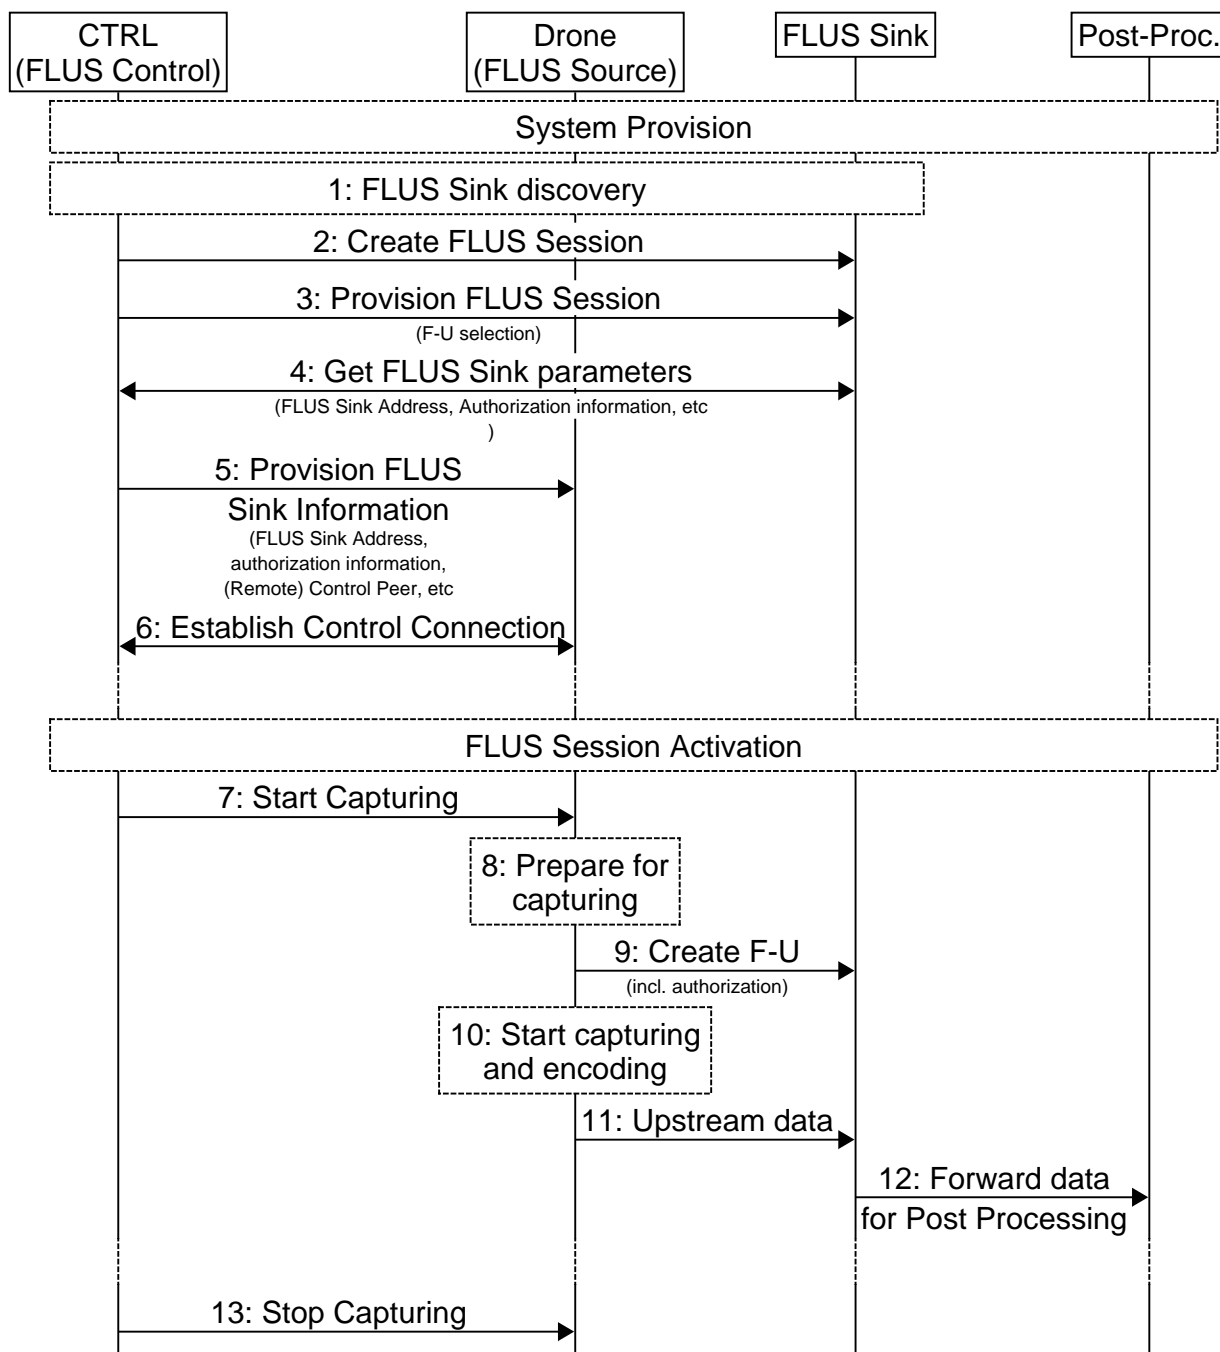 CTRL
(FLUS Control)
Drone
(FLUS Source)
FLUS Sink
Post-Proc.
System Provision
1: FLUS Sink discovery
2: Create FLUS Session
3: Provision FLUS Session
(F-U selection)
4: Get FLUS Sink parameters
(FLUS Sink Address, Authorization information, etc
)
5: Provision FLUS
Sink Information
(FLUS Sink Address,
authorization information,
(Remote) Control Peer, etc
6: Establish Control Connection
FLUS Session Activation
7: Start Capturing
8: Prepare for
capturing
9: Create F-U
(incl. authorization)
10: Start capturing
and encoding
11: Upstream data
12: Forward data
for Post Processing
13: Stop Capturing